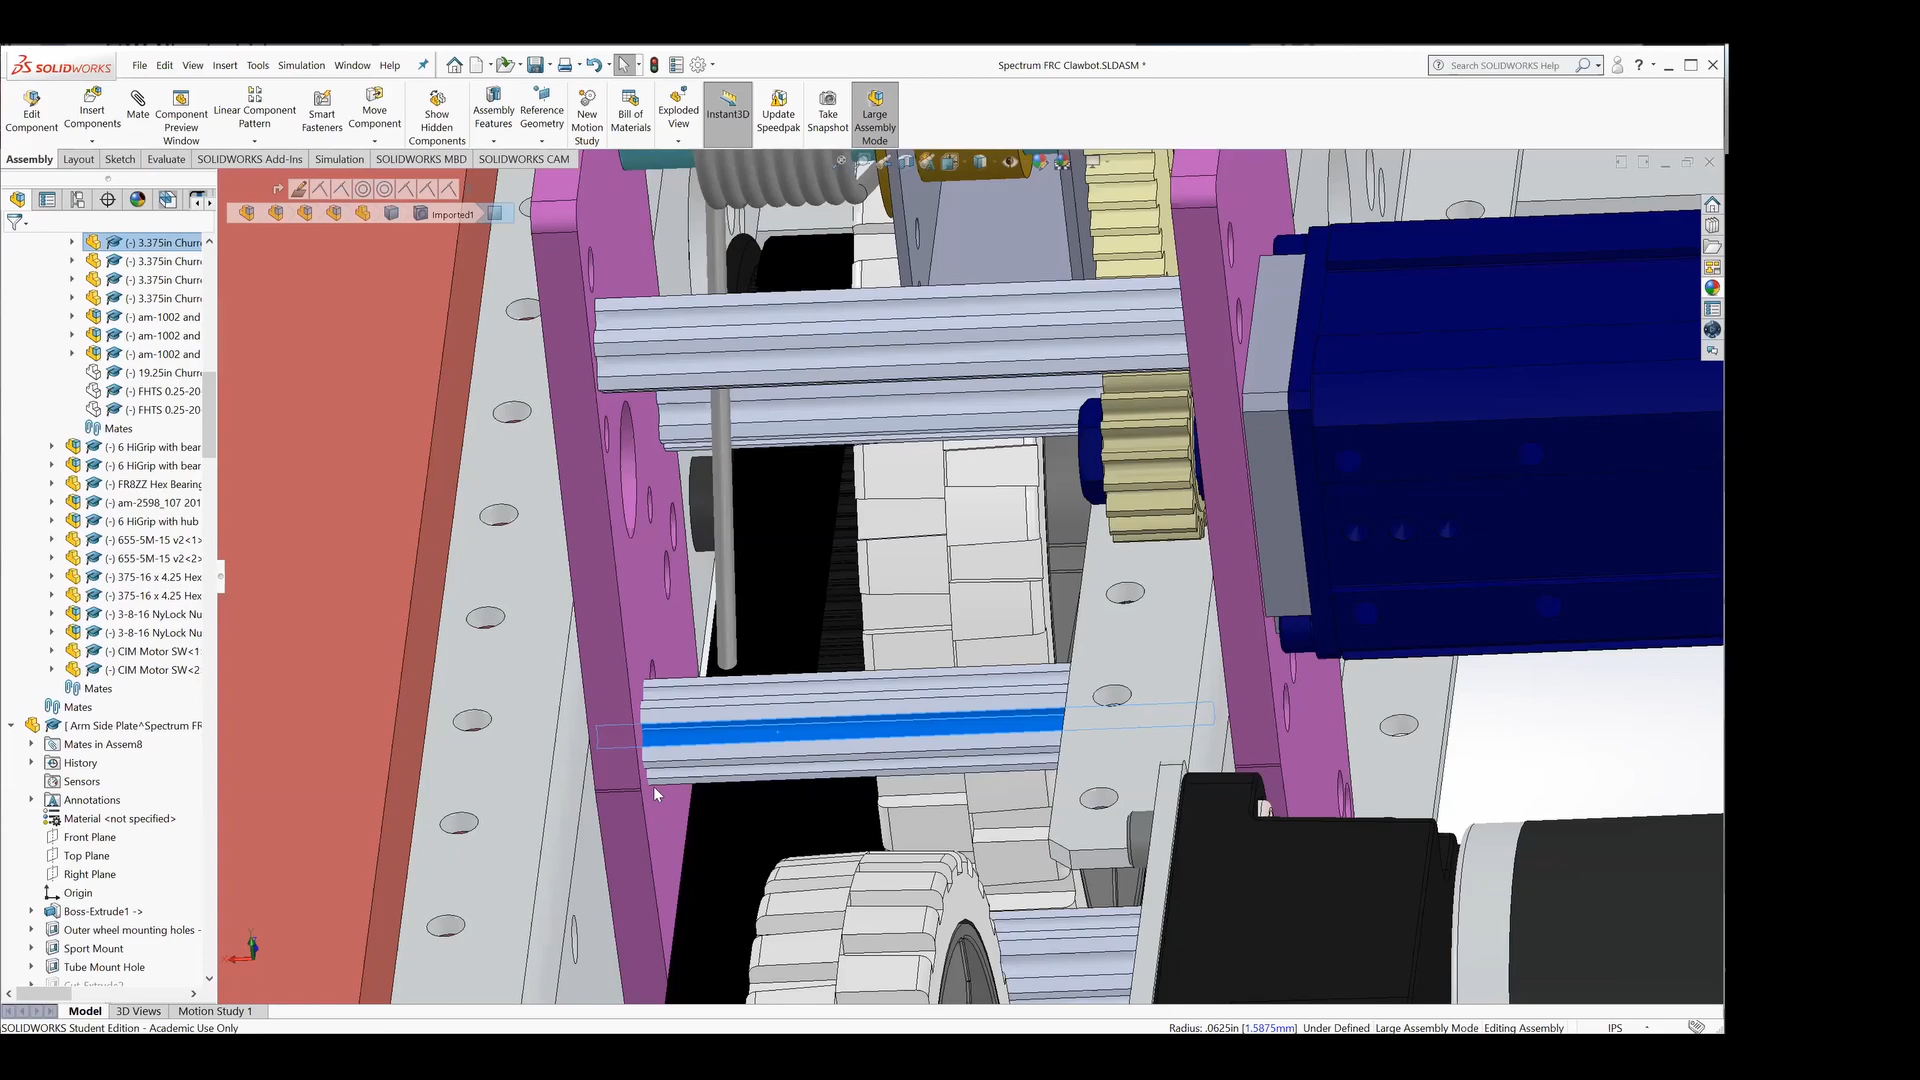 SOLIDWORKS
File Edit View Insert Tools Simulation Window Help
Spectrum FRC Clawbot.SLDASM *
Search SOLIDWORKS Help
?
Edit Component
Insert Components
Mate
Component Preview Window
Linear Component Pattern
Smart Fasteners
Move Component
Show Hidden Components
Assembly Features
Reference Geometry
New Motion Study
Bill of Materials
Exploded View
Instant3D
Update Speedpak
Take Snapshot
Large Assembly Mode
Assembly Layout Sketch Evaluate SOLIDWORKS Add-Ins Simulation SOLIDWORKS MBD SOLIDWORKS CAM
Imported1
(-) 3.375in Churr
(-) 3.375in Churr
(-) 3.375in Churr
(-) 3.375in Churr
(-) am-1002 and
(-) am-1002 and
(-) am-1002 and
(-) 19.25in Churr
(-) FHTS 0.25-20
(-) FHTS 0.25-20
Mates
(-) 6 HiGrip with bear
(-) 6 HiGrip with bear
(-) FR8ZZ Hex Bearing
(-) am-2598_107 201
(-) 6 HiGrip with hub
(-) 655-5M-15 v2<1>
(-) 655-5M-15 v2<2>
(-) 375-16 x 4.25 Hex
(-) 375-16 x 4.25 Hex
(-) 3-8-16 NyLock Nu
(-) 3-8-16 NyLock Nu
(-) CIM Motor SW<1
(-) CIM Motor SW<2
Mates
Mates
[ Arm Side Plate^Spectrum FR
Mates in Assem8
History
Sensors
Annotations
Material <not specified>
Front Plane
Top Plane
Right Plane
Origin
Boss-Extrude1 ->
Outer wheel mounting holes -
Sport Mount
Tube Mount Hole
Model 3D Views Motion Study 1
SOLIDWORKS Student Edition - Academic Use Only
Radius: .0625in [1.5875mm] Under Defined Large Assembly Mode Editing Assembly IPS